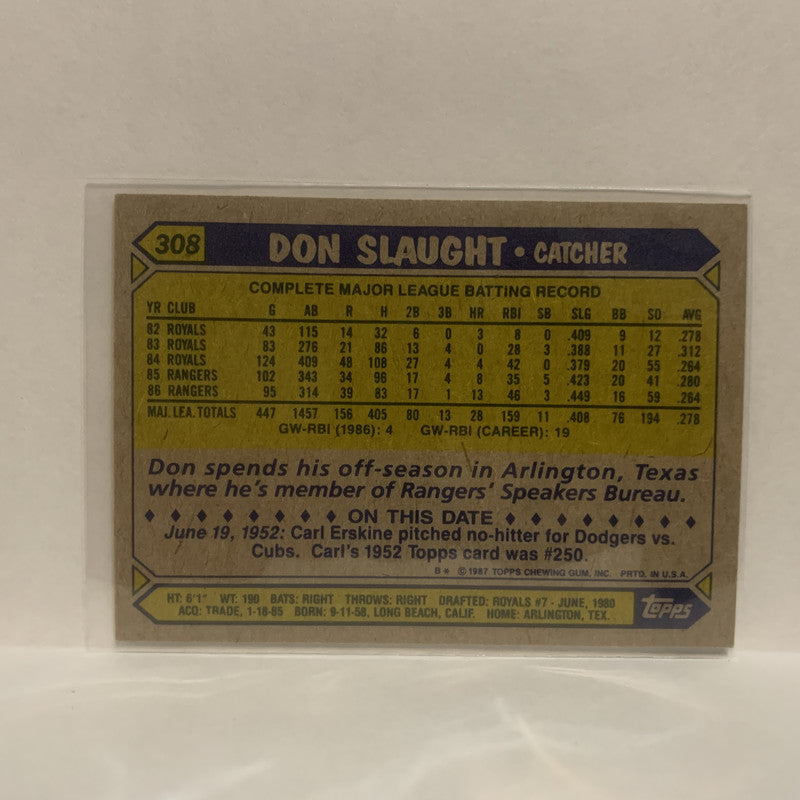 308 DON SLAUGHT • CATCHER
COMPLETE MAJOR LEAGUE BATTING RECORD
YR CLUB G AB R H 2B 3B HR RBI SB SLG BB SO AVG
82 ROYALS 43 115 14 32 6 0 3 8 0 .409 9 12 .278
83 ROYALS 83 276 21 86 13 4 0 28 3 .388 11 27 .312
84 ROYALS 124 409 48 108 27 4 4 42 0 .379 20 55 .264
85 RANGERS 102 343 34 96 17 4 8 35 5 .423 20 41 .280
86 RANGERS 95 314 39 83 17 1 13 46 3 .449 16 59 .264
MAJ. LEA. TOTALS 447 1457 156 405 80 13 28 159 11 .408 76 194 .278
GW-RBI (1986): 4 GW-RBI (CAREER): 19
Don spends his off-season in Arlington, Texas
where he's member of Rangers' Speakers Bureau.
♦ ♦ ♦ ♦ ♦ ♦ ♦ ♦ ON THIS DATE ♦ ♦ ♦ ♦ ♦ ♦ ♦ ♦
June 19, 1952: Carl Erskine pitched no-hitter for Dodgers vs.
Cubs. Carl's 1952 Topps card was #250.
B* © 1987 TOPPS CHEWING GUM, INC. PRTD. IN U.S.A.
HT: 6'1" WT: 190 BATS: RIGHT THROWS: RIGHT DRAFTED: ROYALS #7 - JUNE, 1980
ACQ: TRADE, 1-18-85 BORN: 9-11-58, LONG BEACH, CALIF. HOME: ARLINGTON, TEX.
topps